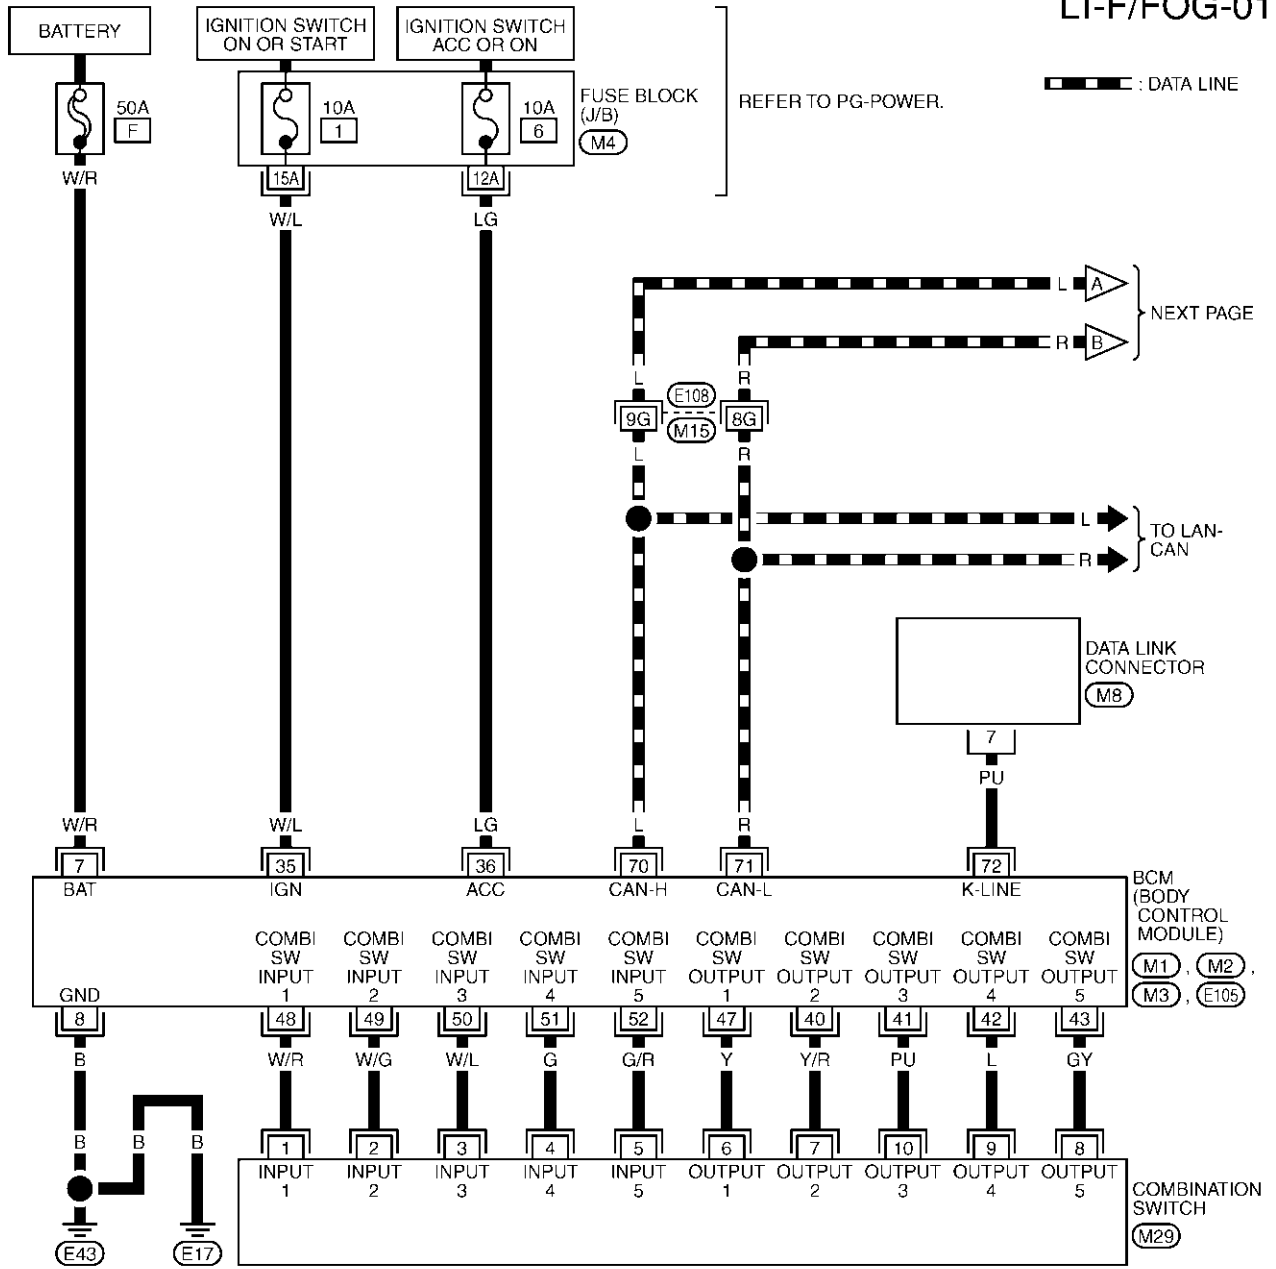 LT-F/FOG-01
BATTERY
IGNITION SWITCH
ON OR START
IGNITION SWITCH
ACC OR ON
: DATA LINE
50A
F
10A
1
10A
6
FUSE BLOCK
(J/B)
M4
REFER TO PG-POWER.
15A
12A
W/R
W/L
LG
L
A
NEXT PAGE
R
B
L
R
E108
9G
8G
M15
L
R
L
TO LAN-
CAN
R
DATA LINK
CONNECTOR
M8
7
PU
W/R
W/L
LG
L
R
7
35
36
70
71
72
BAT
IGN
ACC
CAN-H
CAN-L
K-LINE
BCM
(BODY
CONTROL
MODULE)
M1 , M2 ,
M3 , E105
COMBI
SW
INPUT
1
COMBI
SW
INPUT
2
COMBI
SW
INPUT
3
COMBI
SW
INPUT
4
COMBI
SW
INPUT
5
COMBI
SW
OUTPUT
1
COMBI
SW
OUTPUT
2
COMBI
SW
OUTPUT
3
COMBI
SW
OUTPUT
4
COMBI
SW
OUTPUT
5
GND
8
48
49
50
51
52
47
40
41
42
43
B
W/R
W/G
W/L
G
G/R
Y
Y/R
PU
L
GY
B
B
B
1
2
3
4
5
6
7
10
9
8
INPUT
1
INPUT
2
INPUT
3
INPUT
4
INPUT
5
OUTPUT
1
OUTPUT
2
OUTPUT
3
OUTPUT
4
OUTPUT
5
COMBINATION
SWITCH
M29
E43
E17